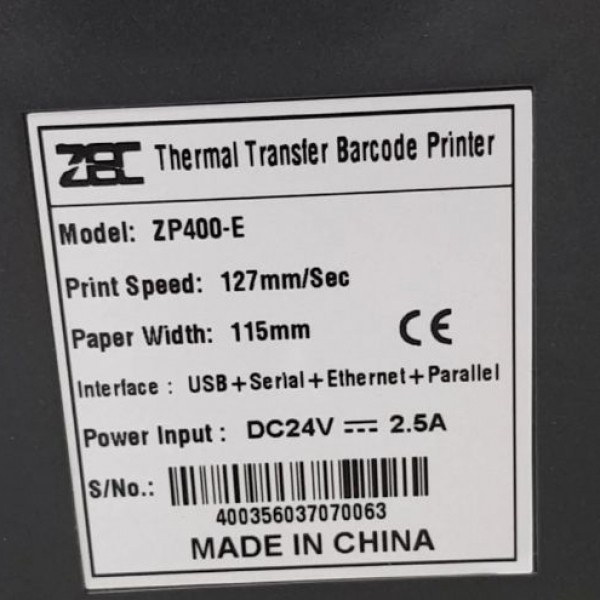 ZEC Thermal Transfer Barcode Printer
Model: ZP400-E
Print Speed: 127mm/Sec
Paper Width: 115mm CE
Interface : USB+Serial+Ethernet+Parallel
Power Input : DC24V ⎓ 2.5A
S/No.:
400356037070063
MADE IN CHINA